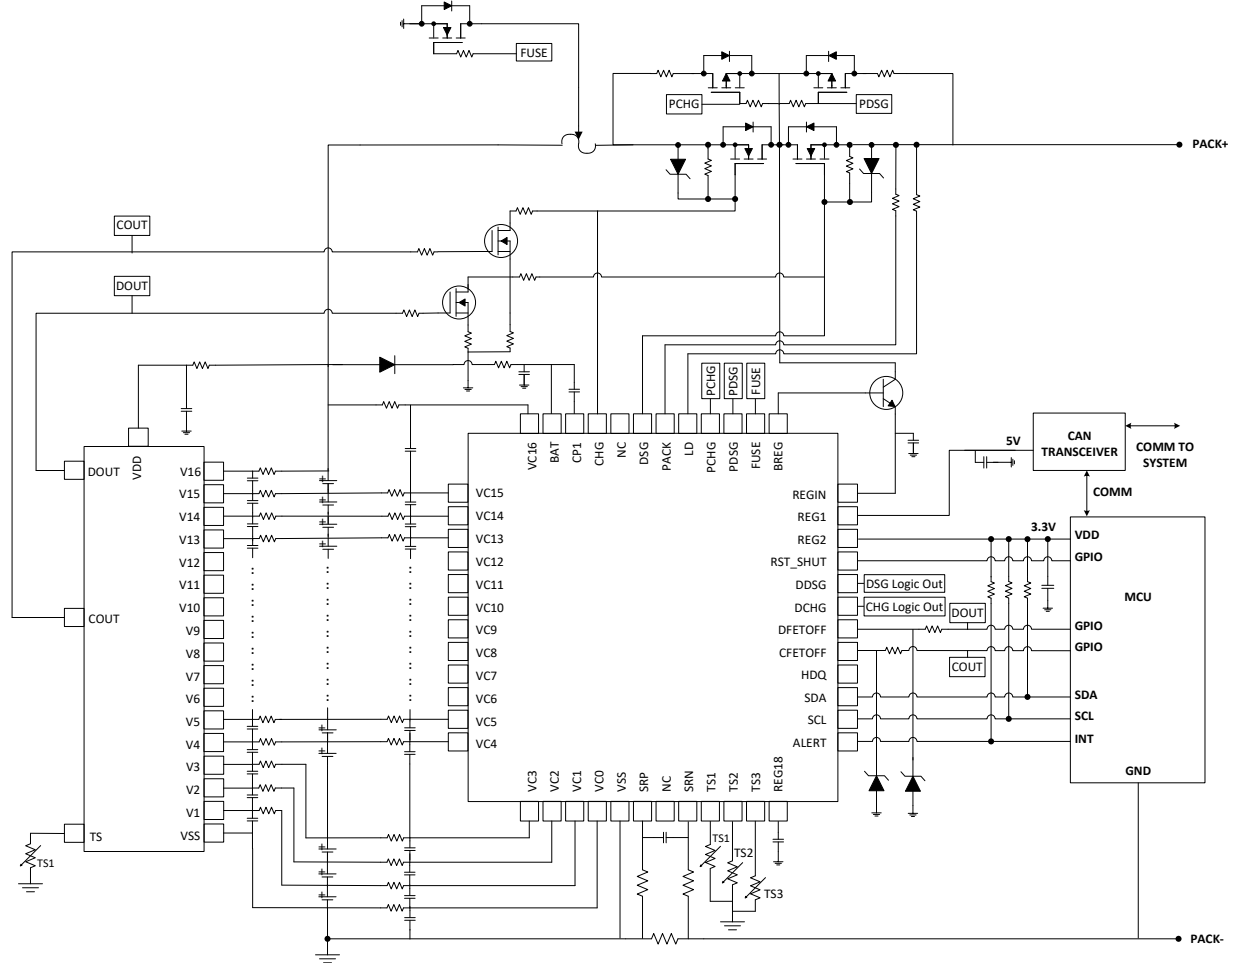 FUSE
PCHG
PDSG
PACK+
COUT
DOUT
PCHG
PDSG
FUSE
VDD
VC16
BAT
CP1
CHG
NC
DSG
PACK
LD
PCHG
PDSG
FUSE
BREG
5V
CAN
TRANSCEIVER
COMM TO
SYSTEM
COMM
DOUT
COUT
TS
V16
V15
V14
V13
V12
V11
V10
V9
V8
V7
V6
V5
V4
V3
V2
V1
VSS
VC15
VC14
VC13
VC12
VC11
VC10
VC9
VC8
VC7
VC6
VC5
VC4
REGIN
REG1
REG2
RST_SHUT
DDSG
DCHG
DFETOFF
CFETOFF
HDQ
SDA
SCL
ALERT
DSG Logic Out
CHG Logic Out
DOUT
COUT
3.3V
VDD
GPIO
MCU
GPIO
GPIO
SDA
SCL
INT
GND
VC3
VC2
VC1
VC0
VSS
SRP
NC
SRN
TS1
TS2
TS3
REG18
TS1
TS1
TS2
TS3
PACK-